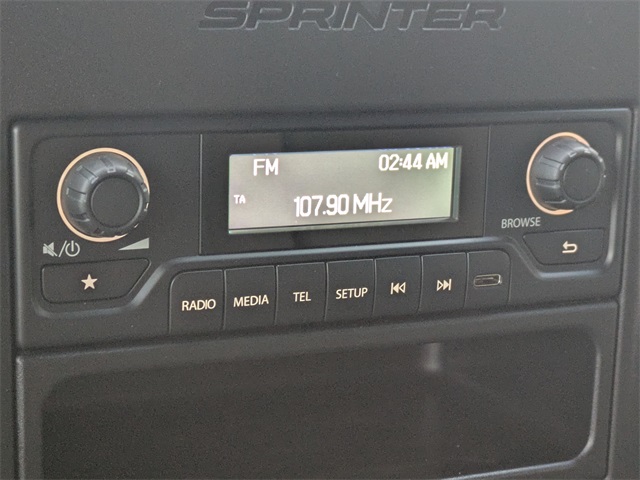 SPRINTER
FM 02:44 AM
TA
107.90 MHz
BROWSE
RADIO MEDIA TEL SETUP